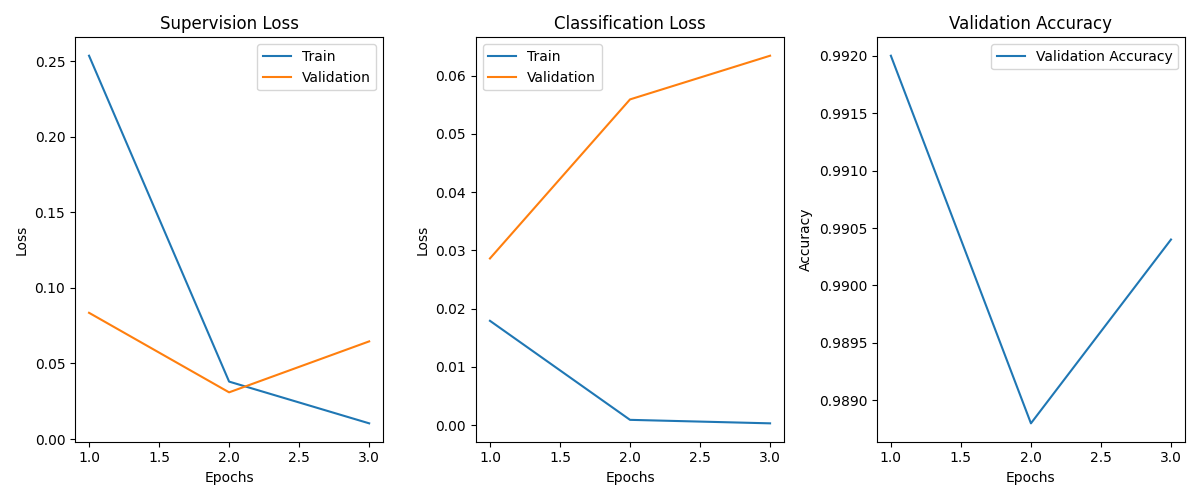 Supervision Loss
Train
Validation
0.25
0.20
0.15
0.10
0.05
0.00
Loss
1.0 1.5 2.0 2.5 3.0
Epochs
Classification Loss
Train
Validation
0.06
0.05
0.04
0.03
0.02
0.01
0.00
Loss
1.0 1.5 2.0 2.5 3.0
Epochs
Validation Accuracy
Validation Accuracy
0.9920
0.9915
0.9910
0.9905
0.9900
0.9895
0.9890
Accuracy
1.0 1.5 2.0 2.5 3.0
Epochs